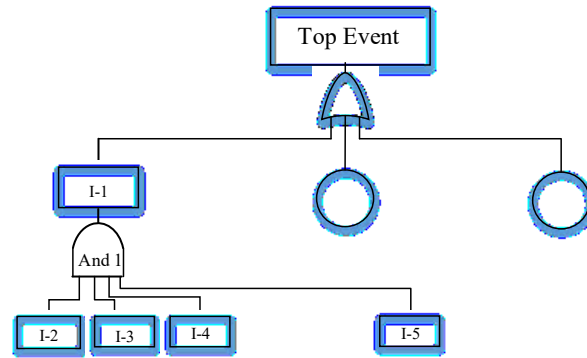 Top Event
I-1
And 1
I-2
I-3
I-4
I-5